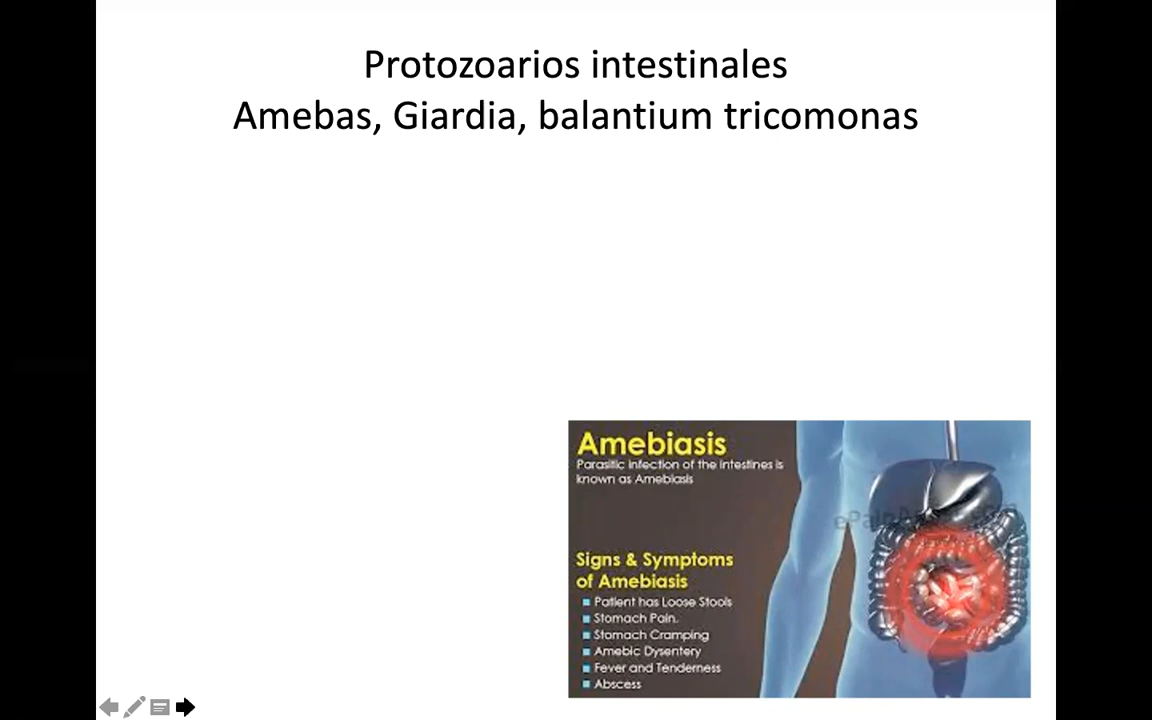 Protozoarios intestinales
Amebas, Giardia, balantium tricomonas
Amebiasis
Parasitic infection of the intestines is
known as Amebiasis
Signs & Symptoms
of Amebiasis
Patient has Loose Stools
Stomach Pain.
Stomach Cramping
Amebic Dysentery
Fever and Tenderness
Abscess